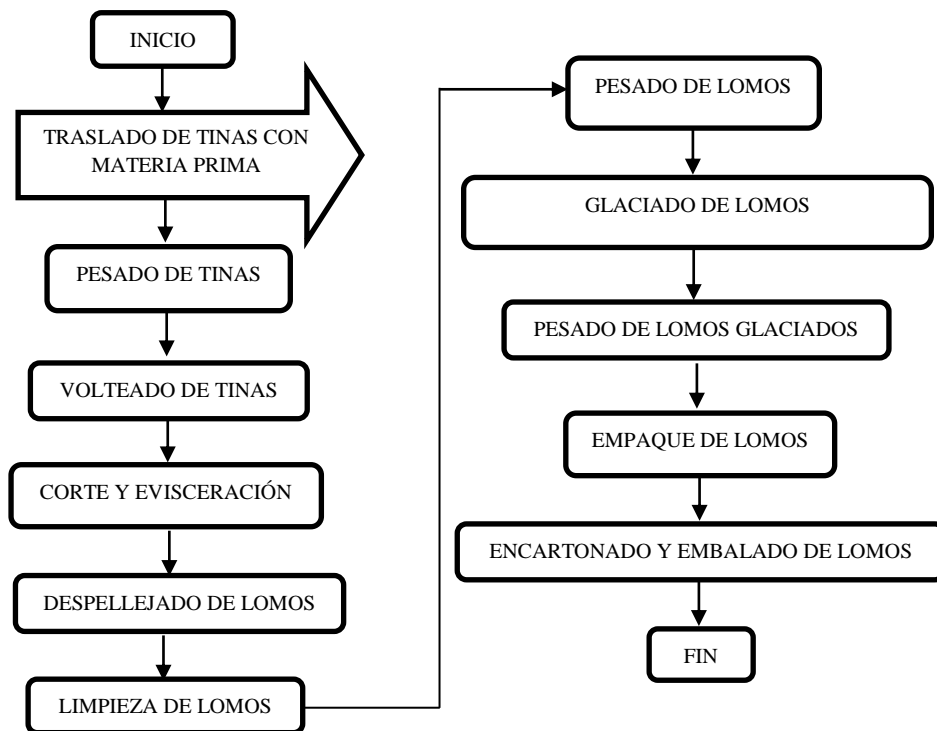 INICIO
TRASLADO DE TINAS CON
MATERIA PRIMA
PESADO DE TINAS
VOLTEADO DE TINAS
CORTE Y EVISCERACIÓN
DESPELLEJADO DE LOMOS
LIMPIEZA DE LOMOS
PESADO DE LOMOS
GLACIADO DE LOMOS
PESADO DE LOMOS GLACIADOS
EMPAQUE DE LOMOS
ENCARTONADO Y EMBALADO DE LOMOS
FIN